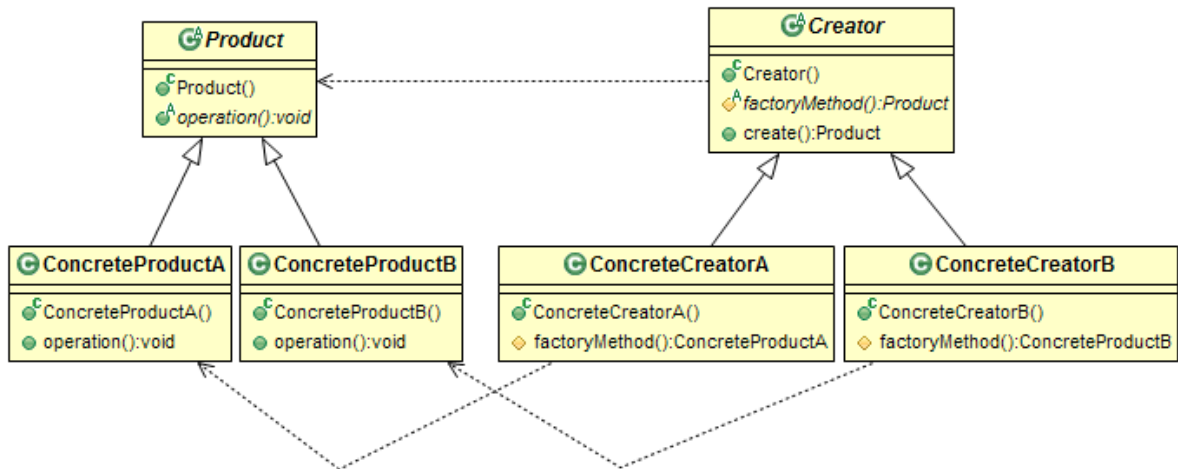 Product
Product()
operation():void
Creator
Creator()
factoryMethod():Product
create():Product
ConcreteProductA
ConcreteProductA()
operation():void
ConcreteProductB
ConcreteProductB()
operation():void
ConcreteCreatorA
ConcreteCreatorA()
factoryMethod():ConcreteProductA
ConcreteCreatorB
ConcreteCreatorB()
factoryMethod():ConcreteProductB